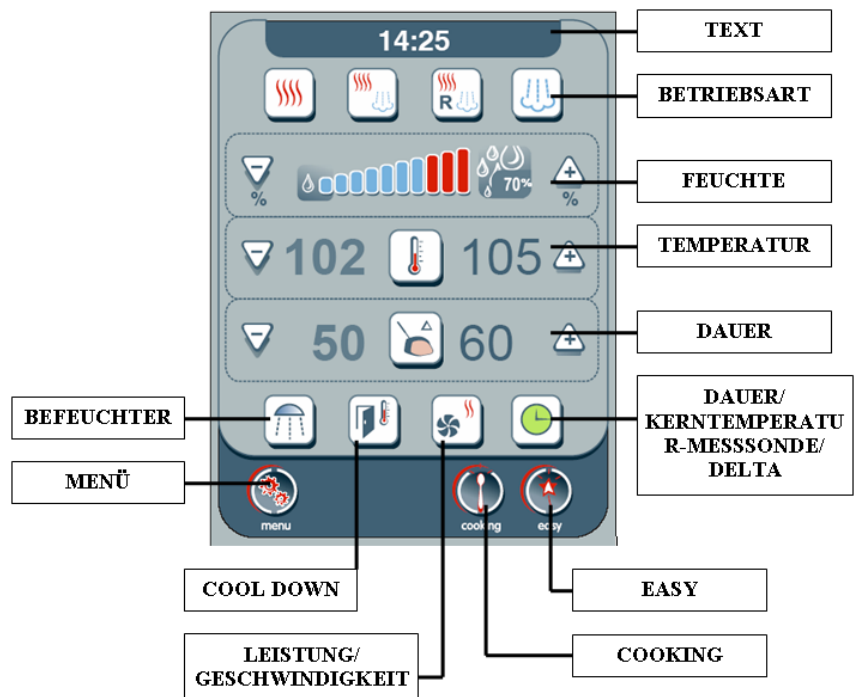 14:25
TEXT
R
BETRIEBSART
70%
% %
FEUCHTE
102 105
TEMPERATUR
50 60
DAUER
BEFEUCHTER
DAUER/
KERNTEMPERATU
R-MESSSONDE/
DELTA
MENÜ
menu
cooking
easy
COOL DOWN
EASY
LEISTUNG/
GESCHWINDIGKEIT
COOKING